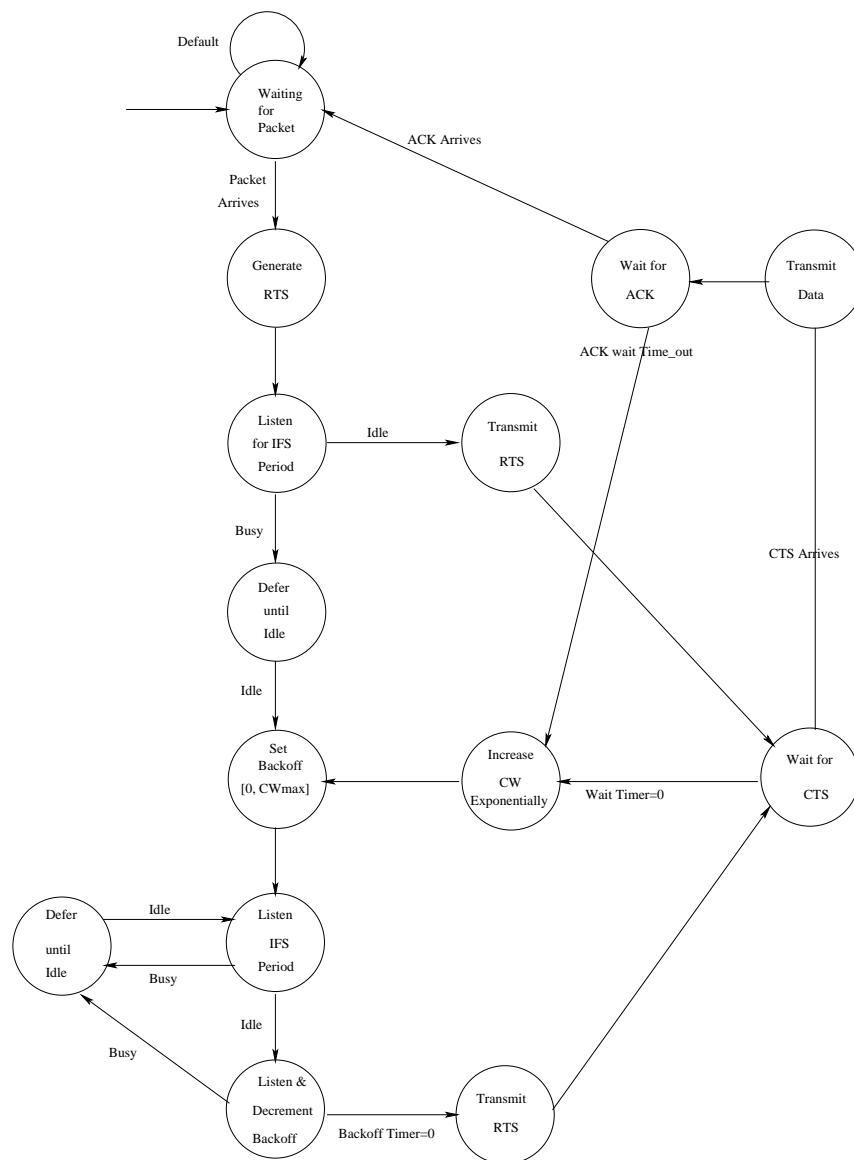 Default
Waiting
for
Packet
ACK Arrives
Packet
Arrives
Generate
RTS
Wait for
ACK
Transmit
Data
ACK wait Time_out
Listen
for IFS
Period
Idle
Transmit
RTS
Busy
CTS Arrives
Defer
until
Idle
Idle
Set
Backoff
[0, CWmax]
Increase
CW
Exponentially
Wait Timer=0
Wait for
CTS
Defer
until
Idle
Idle
Busy
Listen
IFS
Period
Idle
Busy
Listen &
Decrement
Backoff
Backoff Timer=0
Transmit
RTS